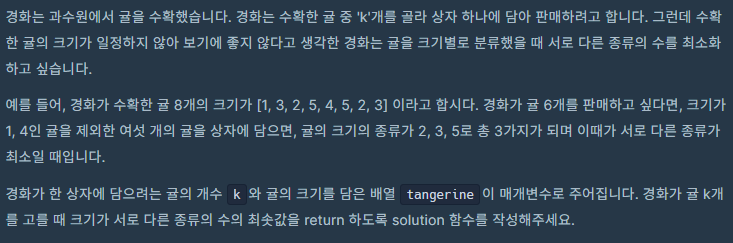 경화는 과수원에서 귤을 수확했습니다. 경화는 수확한 귤 중 'k'개를 골라 상자 하나에 담아 판매하려고 합니다. 그런데 수확
한 귤의 크기가 일정하지 않아 보기에 좋지 않다고 생각한 경화는 귤을 크기별로 분류했을 때 서로 다른 종류의 수를 최소화
하고 싶습니다.
예를 들어, 경화가 수확한 귤 8개의 크기가 [1, 3, 2, 5, 4, 5, 2, 3] 이라고 합시다. 경화가 귤 6개를 판매하고 싶다면, 크기가
1, 4인 귤을 제외한 여섯 개의 귤을 상자에 담으면, 귤의 크기의 종류가 2, 3, 5로 총 3가지가 되며 이때가 서로 다른 종류가
최소일 때입니다.
경화가 한 상자에 담으려는 귤의 개수 k 와 귤의 크기를 담은 배열 tangerine 이 매개변수로 주어집니다. 경화가 귤 k개
를 고를 때 크기가 서로 다른 종류의 수의 최솟값을 return 하도록 solution 함수를 작성해주세요.